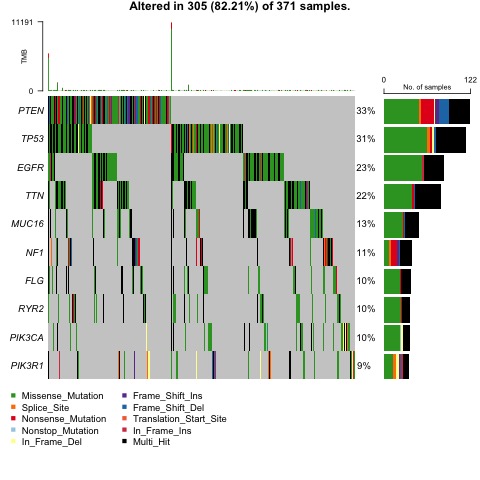 Altered in 305 (82.21%) of 371 samples.
11191
TMB
0
0 122
No. of samples
PTEN 33%
TP53 31%
EGFR 23%
TTN 22%
MUC16 13%
NF1 11%
FLG 10%
RYR2 10%
PIK3CA 10%
PIK3R1 9%
Missense_Mutation Frame_Shift_Ins
Splice_Site Frame_Shift_Del
Nonsense_Mutation Translation_Start_Site
Nonstop_Mutation In_Frame_Ins
In_Frame_Del Multi_Hit